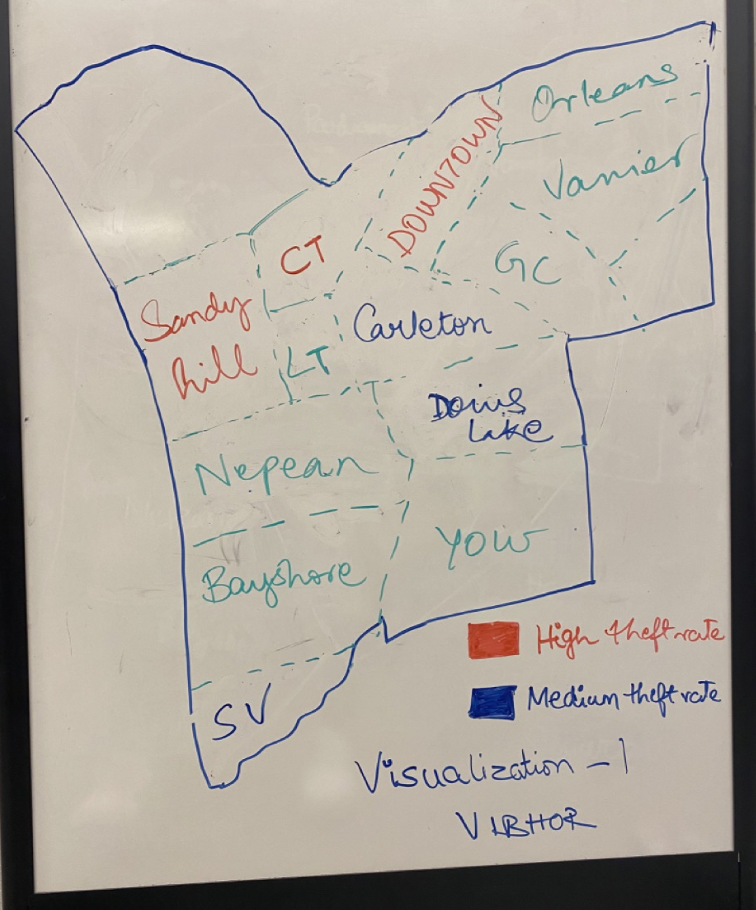 Orleans
Vanier
DOWNTOWN
GC
CT
Sandy
hill
LT
Carleton
Dows
Lake
Nepean
YOW
Bayshore
SV
High theft rate
Medium theft rate
Visualization - 1
VIBHOR